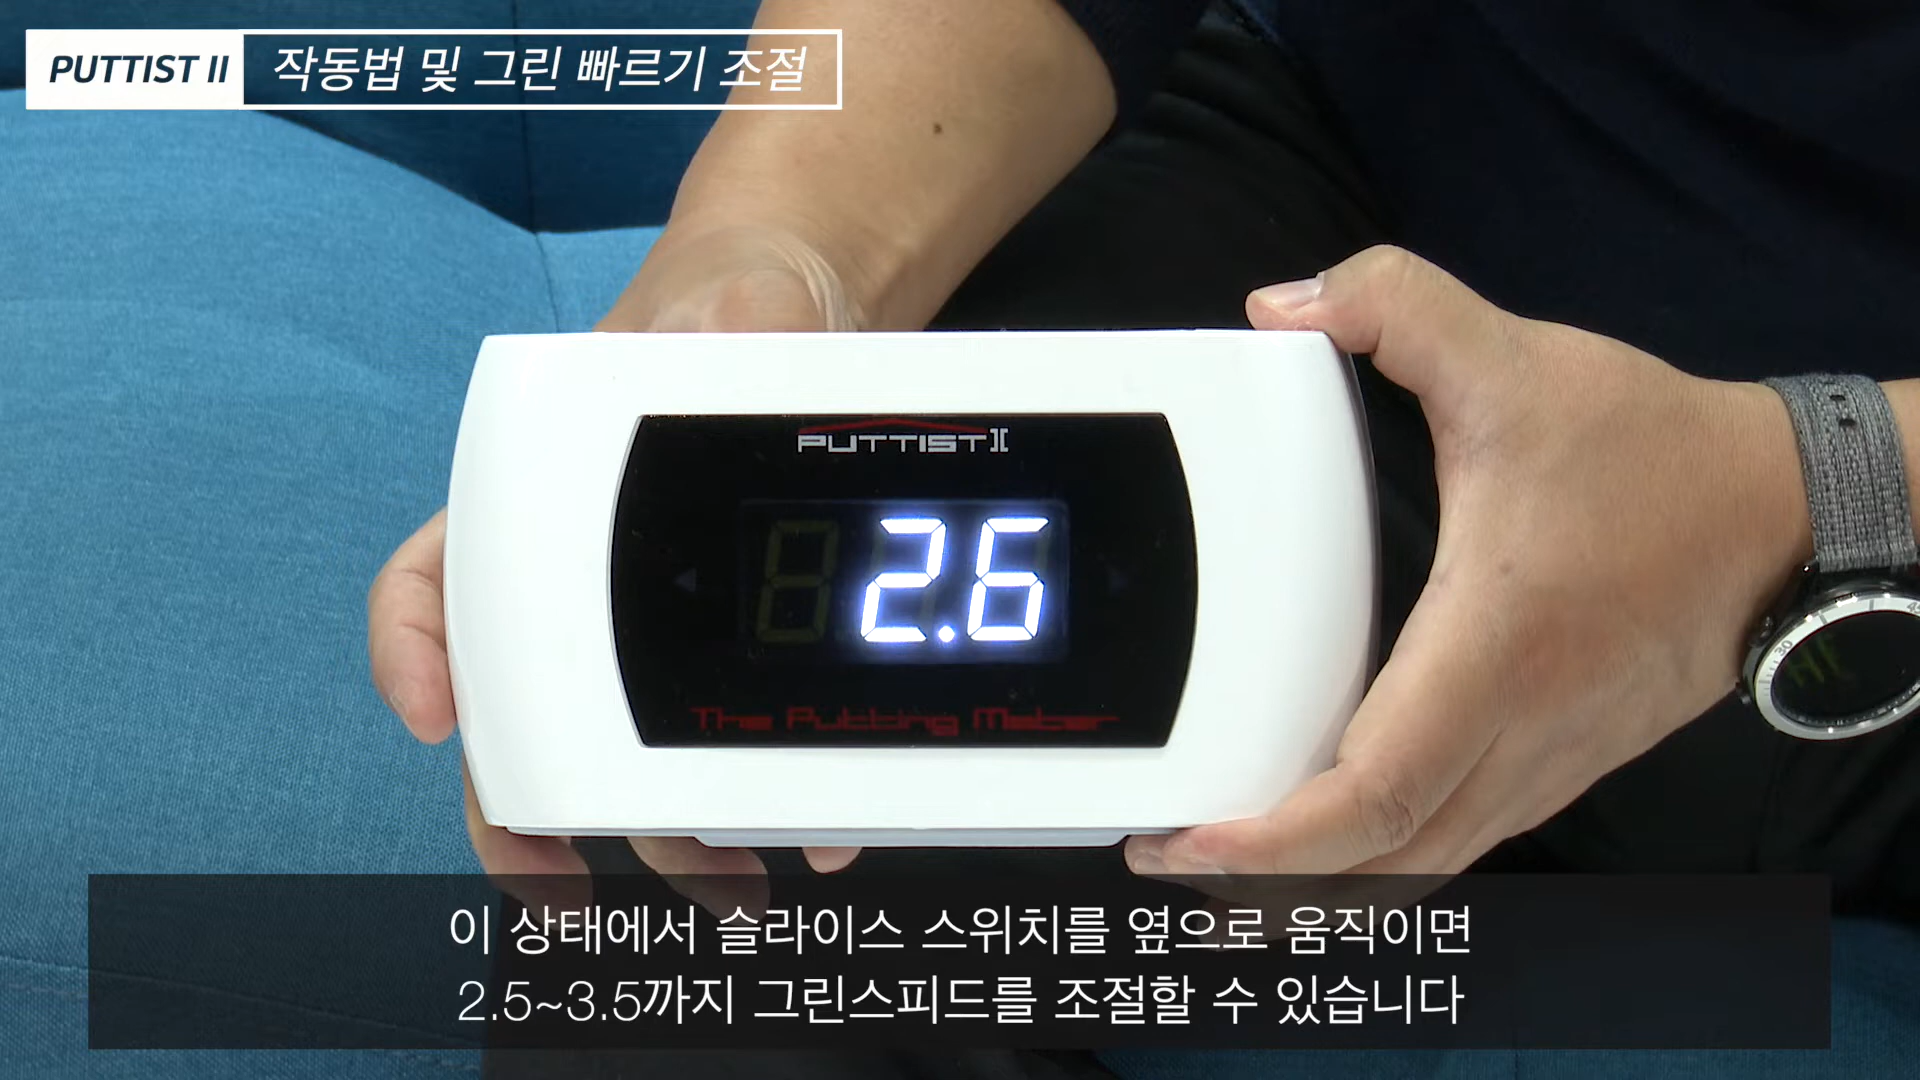 PUTTIST II 작동법 및 그린 빠르기 조절
PUTTIST II
2.6
The Putting Meter
30
이 상태에서 슬라이스 스위치를 옆으로 움직이면
2.5~3.5까지 그린스피드를 조절할 수 있습니다